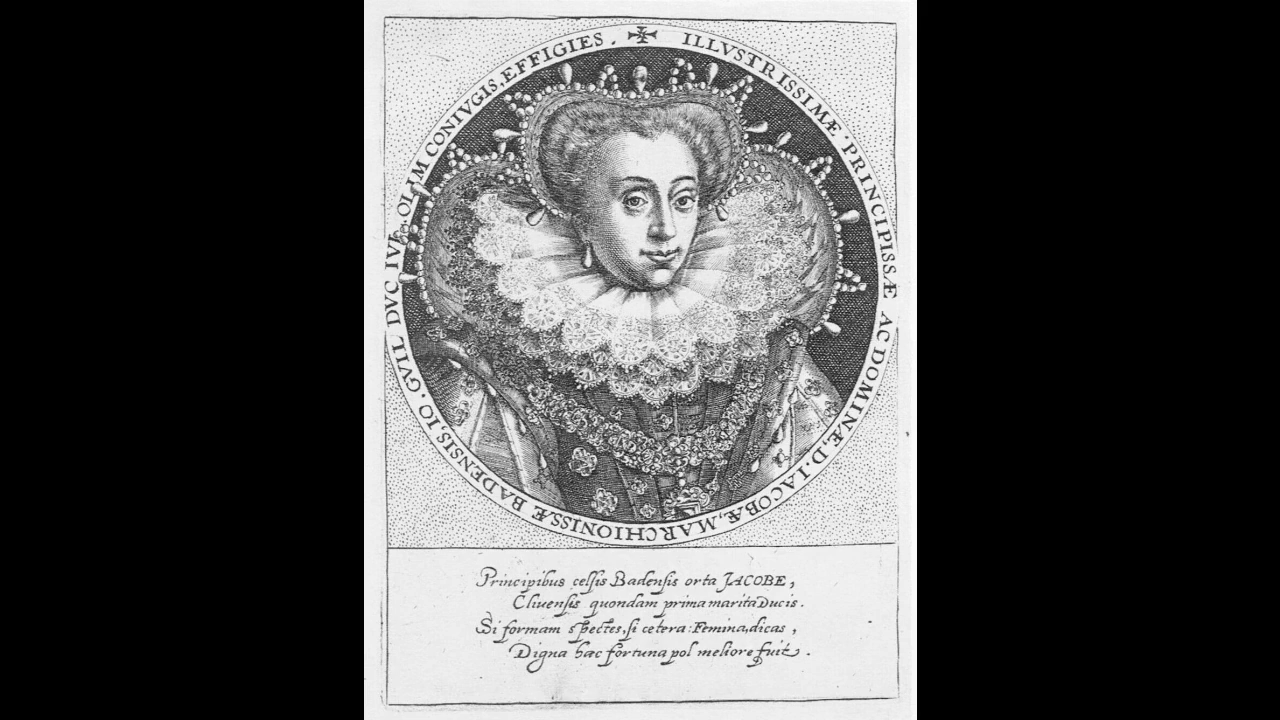 ✠ ILLVSTRISSIMÆ · PRINCIPISSÆ AC DOMINÆ, D. IACOBÆ, MARCHIONISSÆ BADENSIS, IO. GVIL DVC IVL. OLIM CONIVGIS, EFFIGIES.
Principibus celsis Badensis orta JACOBE,
Cliuensis quondam prima marita Ducis.
Si formam spectes, si cetera: Femina, dicas,
Digna hæc fortuna pol meliore fuit.